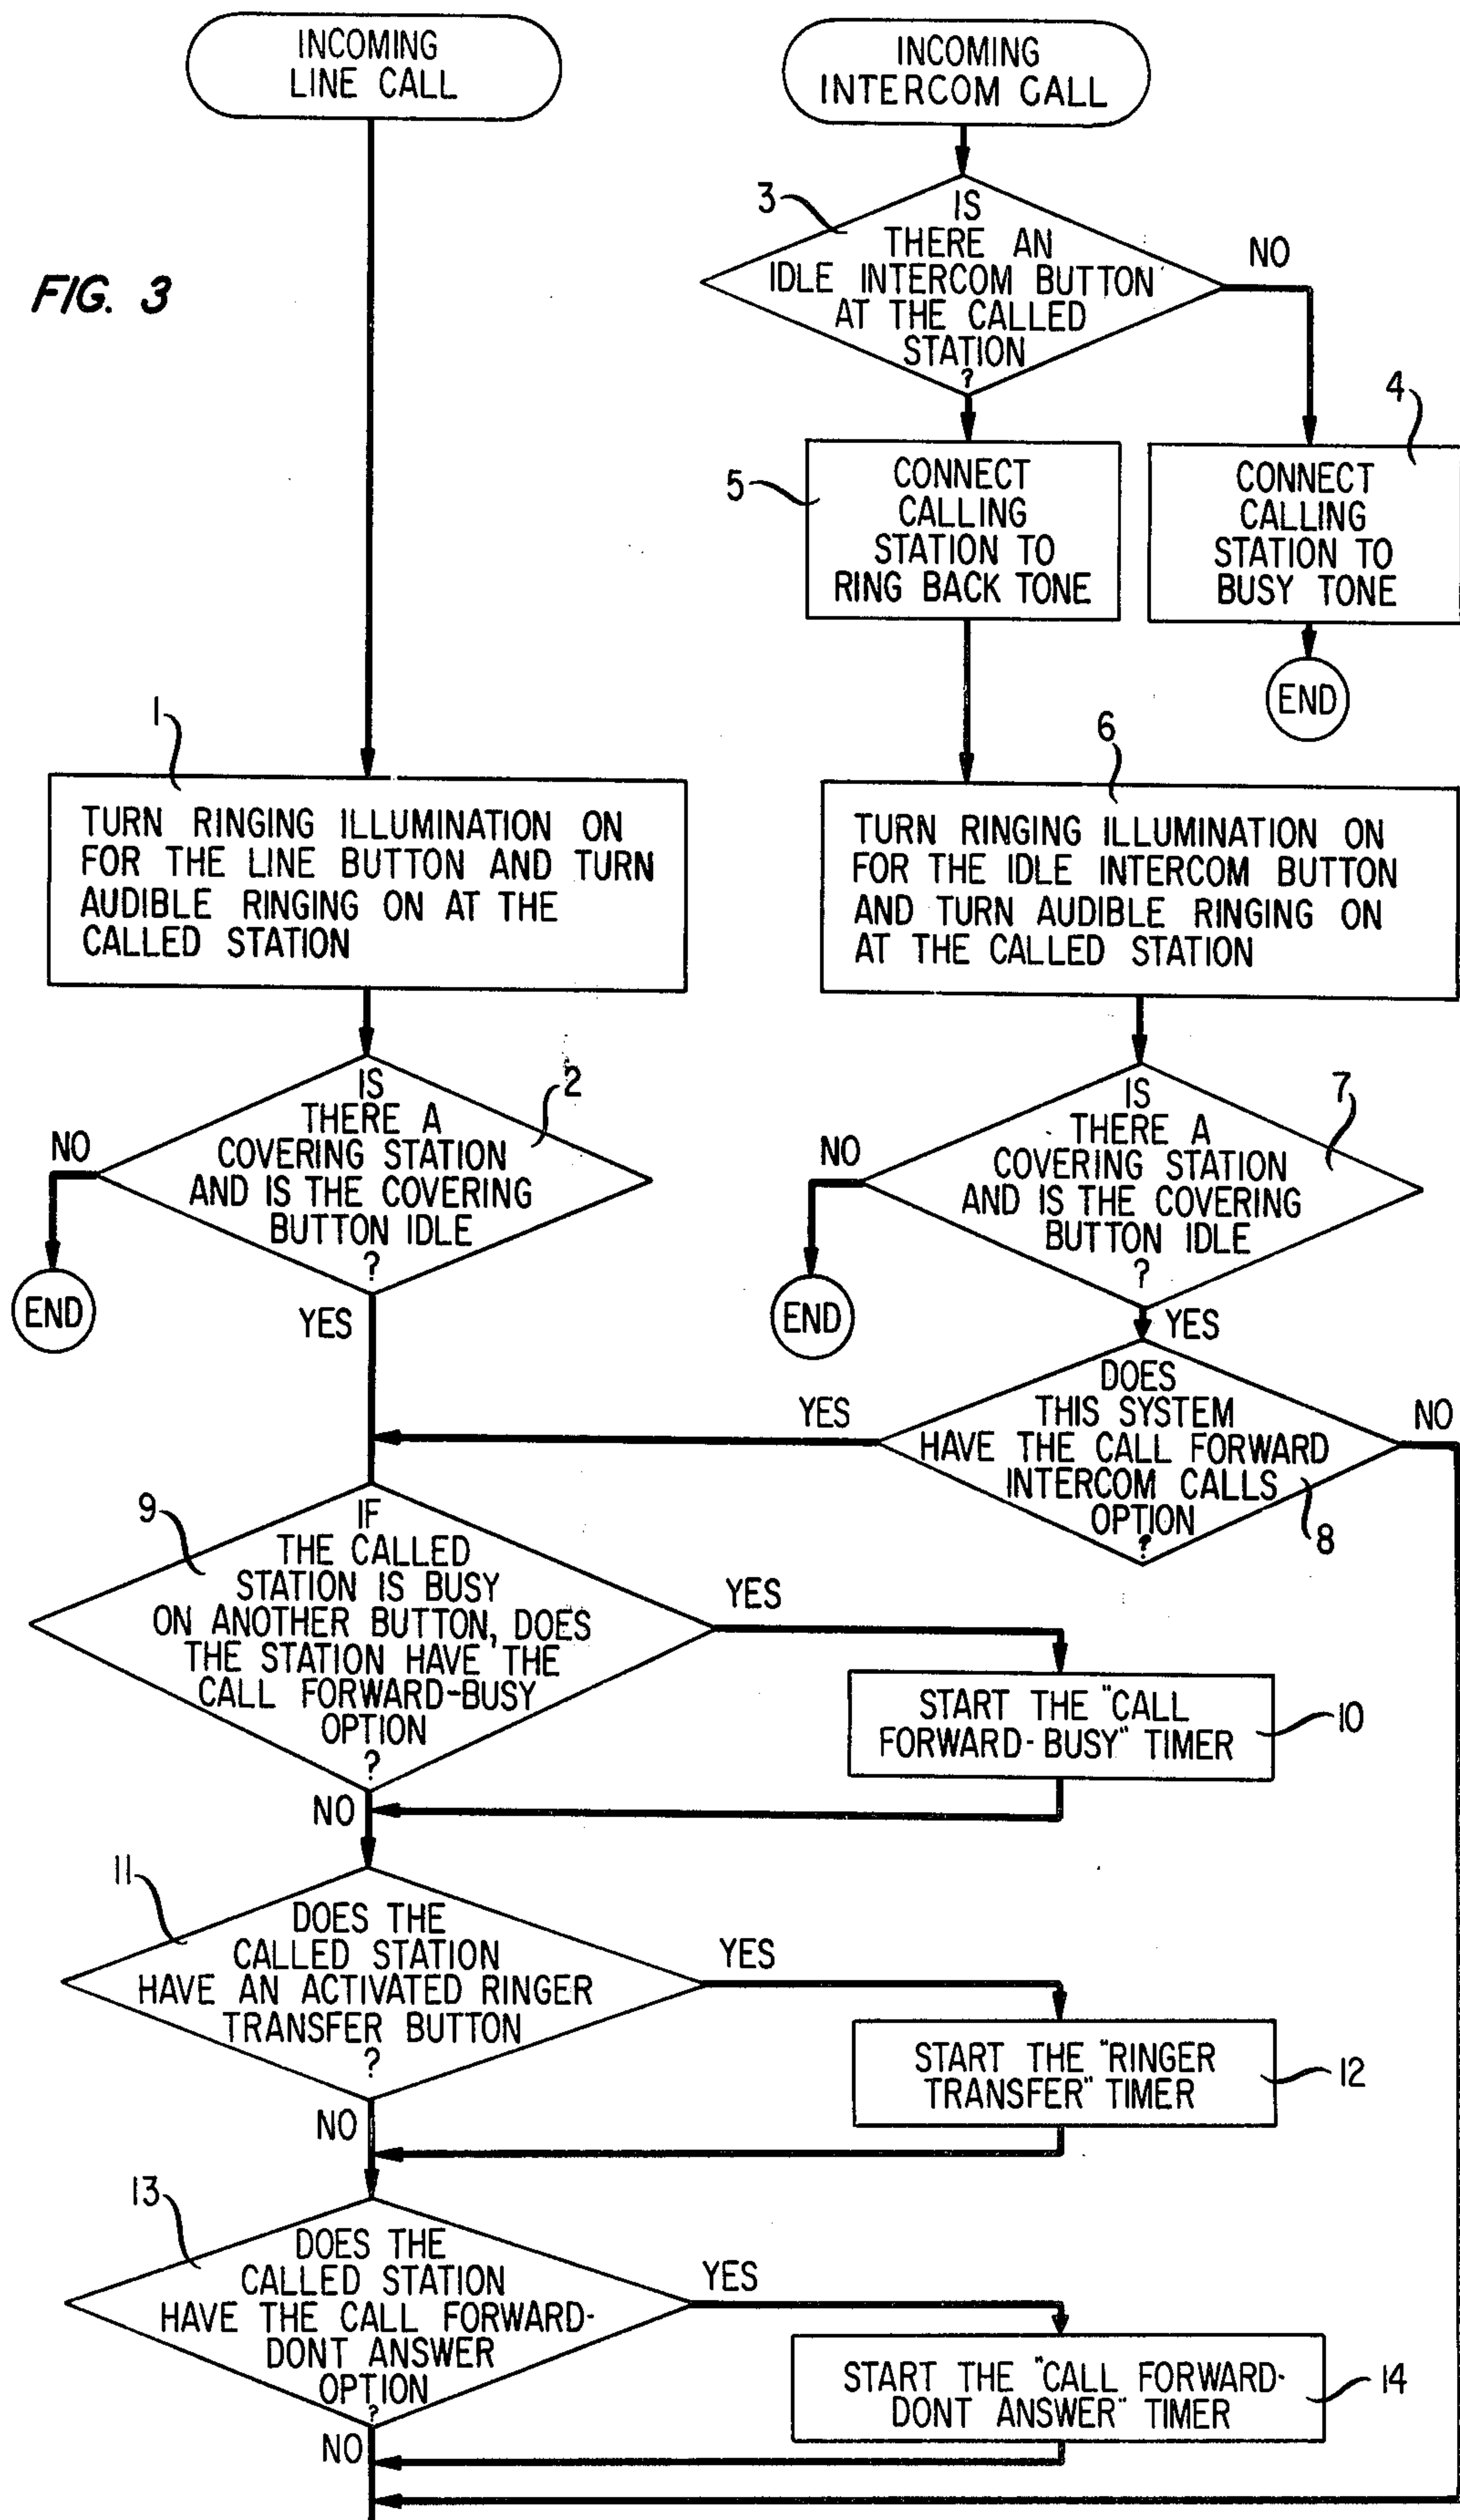 INCOMING
LINE CALL
INCOMING
INTERCOM CALL
FIG. 3
3
IS
THERE AN
IDLE INTERCOM BUTTON
AT THE CALLED
STATION
?
NO
4
5
CONNECT
CALLING
STATION TO
RING BACK TONE
CONNECT
CALLING
STATION TO
BUSY TONE
END
1
TURN RINGING ILLUMINATION ON
FOR THE LINE BUTTON AND TURN
AUDIBLE RINGING ON AT THE
CALLED STATION
6
TURN RINGING ILLUMINATION ON
FOR THE IDLE INTERCOM BUTTON
AND TURN AUDIBLE RINGING ON
AT THE CALLED STATION
2
IS
THERE A
COVERING STATION
AND IS THE COVERING
BUTTON IDLE
?
NO
END
YES
7
IS
THERE A
COVERING STATION
AND IS THE COVERING
BUTTON IDLE
?
NO
END
YES
DOES
THIS SYSTEM
HAVE THE CALL FORWARD
INTERCOM CALLS
OPTION
?
8
YES
NO
9
IF
THE CALLED
STATION IS BUSY
ON ANOTHER BUTTON, DOES
THE STATION HAVE THE
CALL FORWARD-BUSY
OPTION
?
YES
START THE "CALL
FORWARD-BUSY" TIMER
10
NO
11
DOES THE
CALLED STATION
HAVE AN ACTIVATED RINGER
TRANSFER BUTTON
?
YES
START THE "RINGER
TRANSFER" TIMER
12
NO
13
DOES THE
CALLED STATION
HAVE THE CALL FORWARD-
DONT ANSWER
OPTION
?
YES
START THE "CALL FORWARD-
DONT ANSWER" TIMER
14
NO